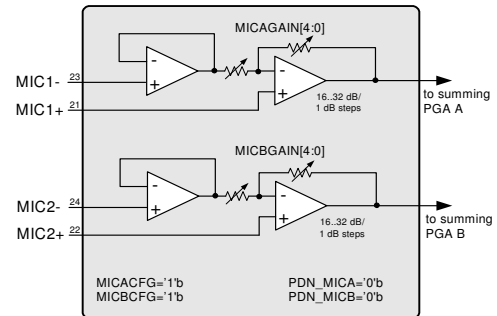 MICAGAIN[4:0]
MIC1- 23
MIC1+ 21
- + - +
16..32 dB/
1 dB steps
to summing
PGA A
MICBGAIN[4:0]
MIC2- 24
MIC2+ 22
- + - +
16..32 dB/
1 dB steps
to summing
PGA B
MICACFG='1'b PDN_MICA='0'b
MICBCFG='1'b PDN_MICB='0'b